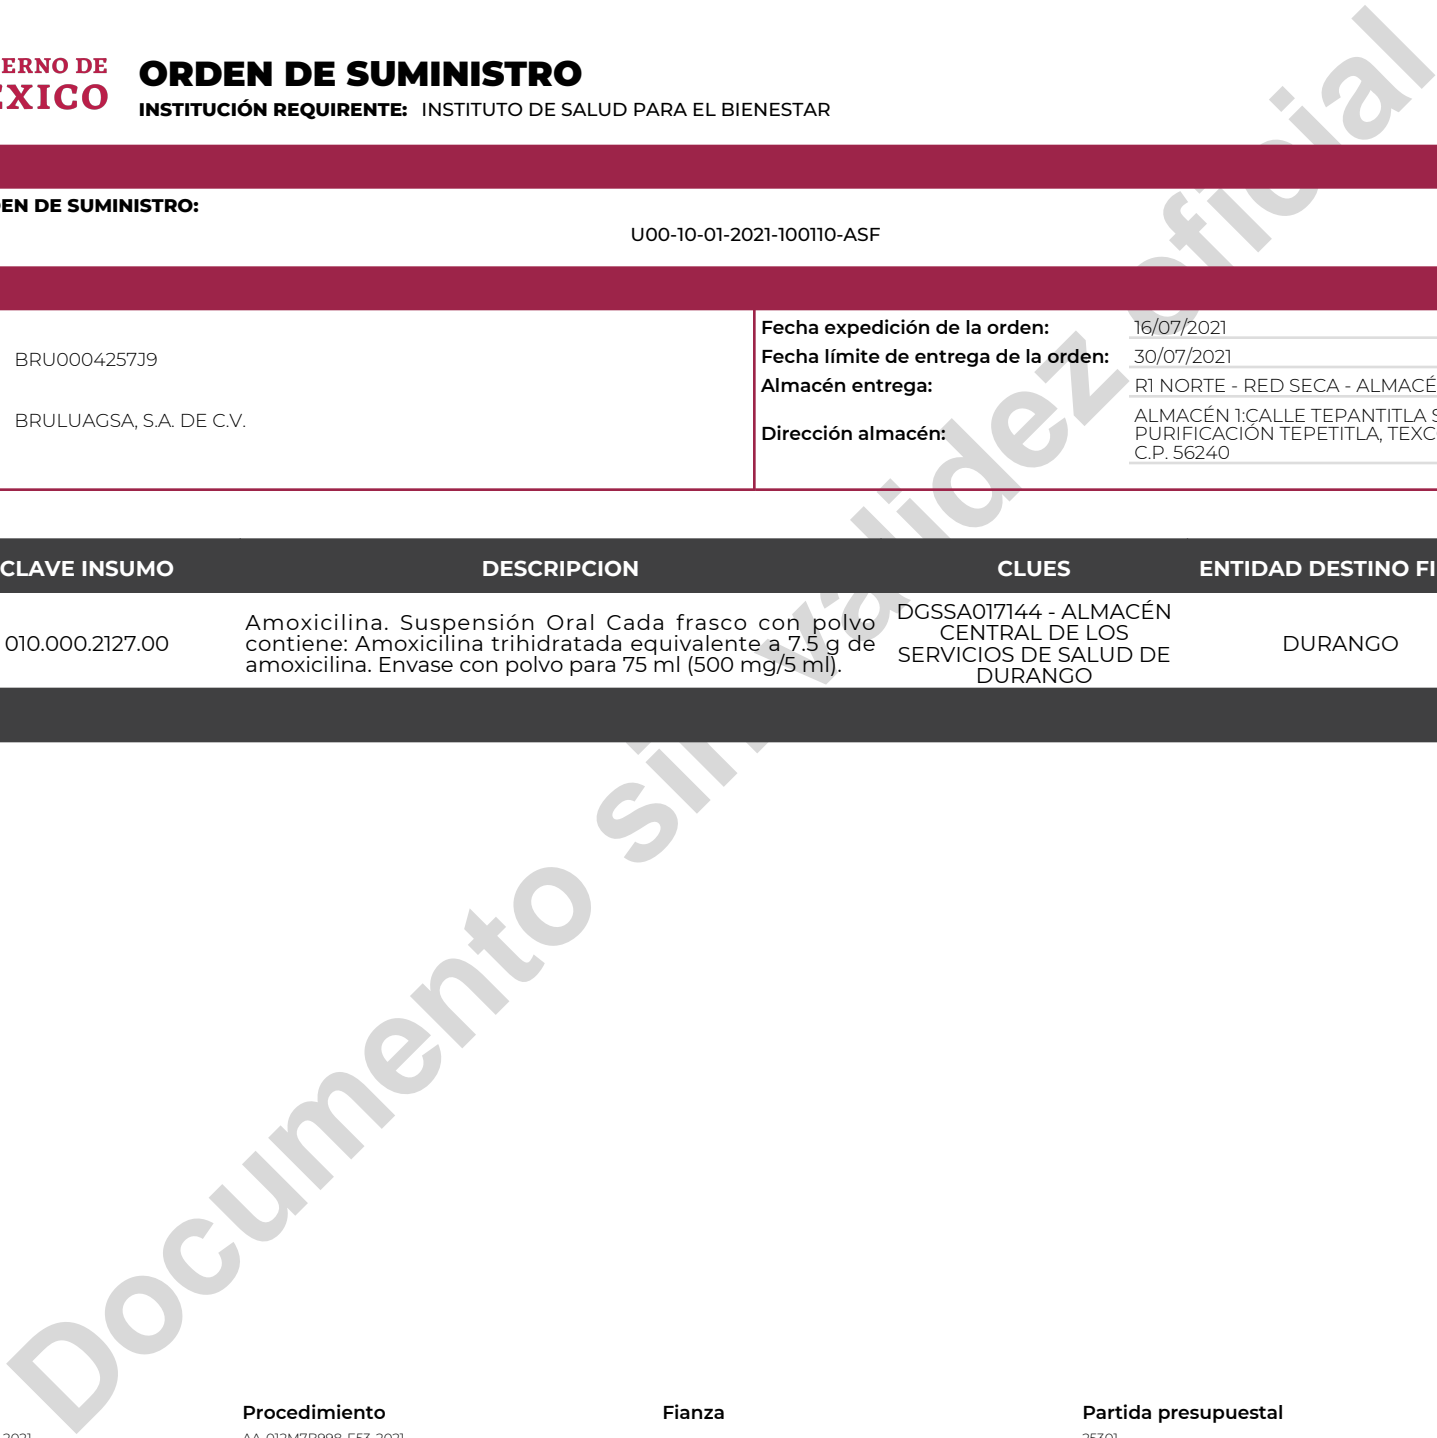 ERNO DE
ORDEN DE SUMINISTRO
INSTITUCIÓN REQUIRENTE: INSTITUTO DE SALUD PARA EL BIENESTAR
EN DE SUMINISTRO:
U00-10-01-2021-100110-ASF
BRU0004257J9
BRULUAGSA, S.A. DE C.V.
Fecha expedición de la orden: 16/07/2021
Fecha límite de entrega de la orden: 30/07/2021
Almacén entrega: R1 NORTE - RED SECA - ALMACÉ
Dirección almacén: ALMACÉN 1:CALLE TEPANTITLA S
PURIFICACIÓN TEPETITLA, TEXC
C.P. 56240
CLAVE INSUMO DESCRIPCION CLUES ENTIDAD DESTINO FI
010.000.2127.00
Amoxicilina. Suspensión Oral Cada frasco con polvo
contiene: Amoxicilina trihidratada equivalente a 7.5 g de
amoxicilina. Envase con polvo para 75 ml (500 mg/5 ml).
DGSSA017144 - ALMACÉN
CENTRAL DE LOS
SERVICIOS DE SALUD DE
DURANGO
DURANGO
Documento sin validez oficial
Procedimiento Fianza Partida presupuestal